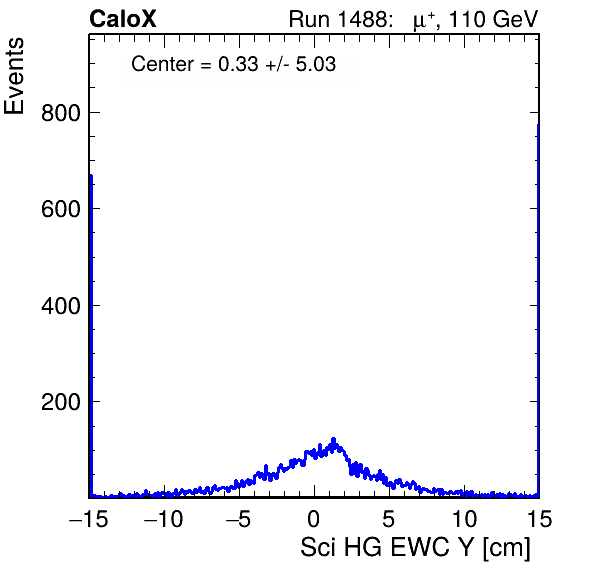 CaloX Run 1488: μ⁺, 110 GeV
Center = 0.33 +/- 5.03
Events
800
600
400
200
−15 −10 −5 0 5 10 15
Sci HG EWC Y [cm]